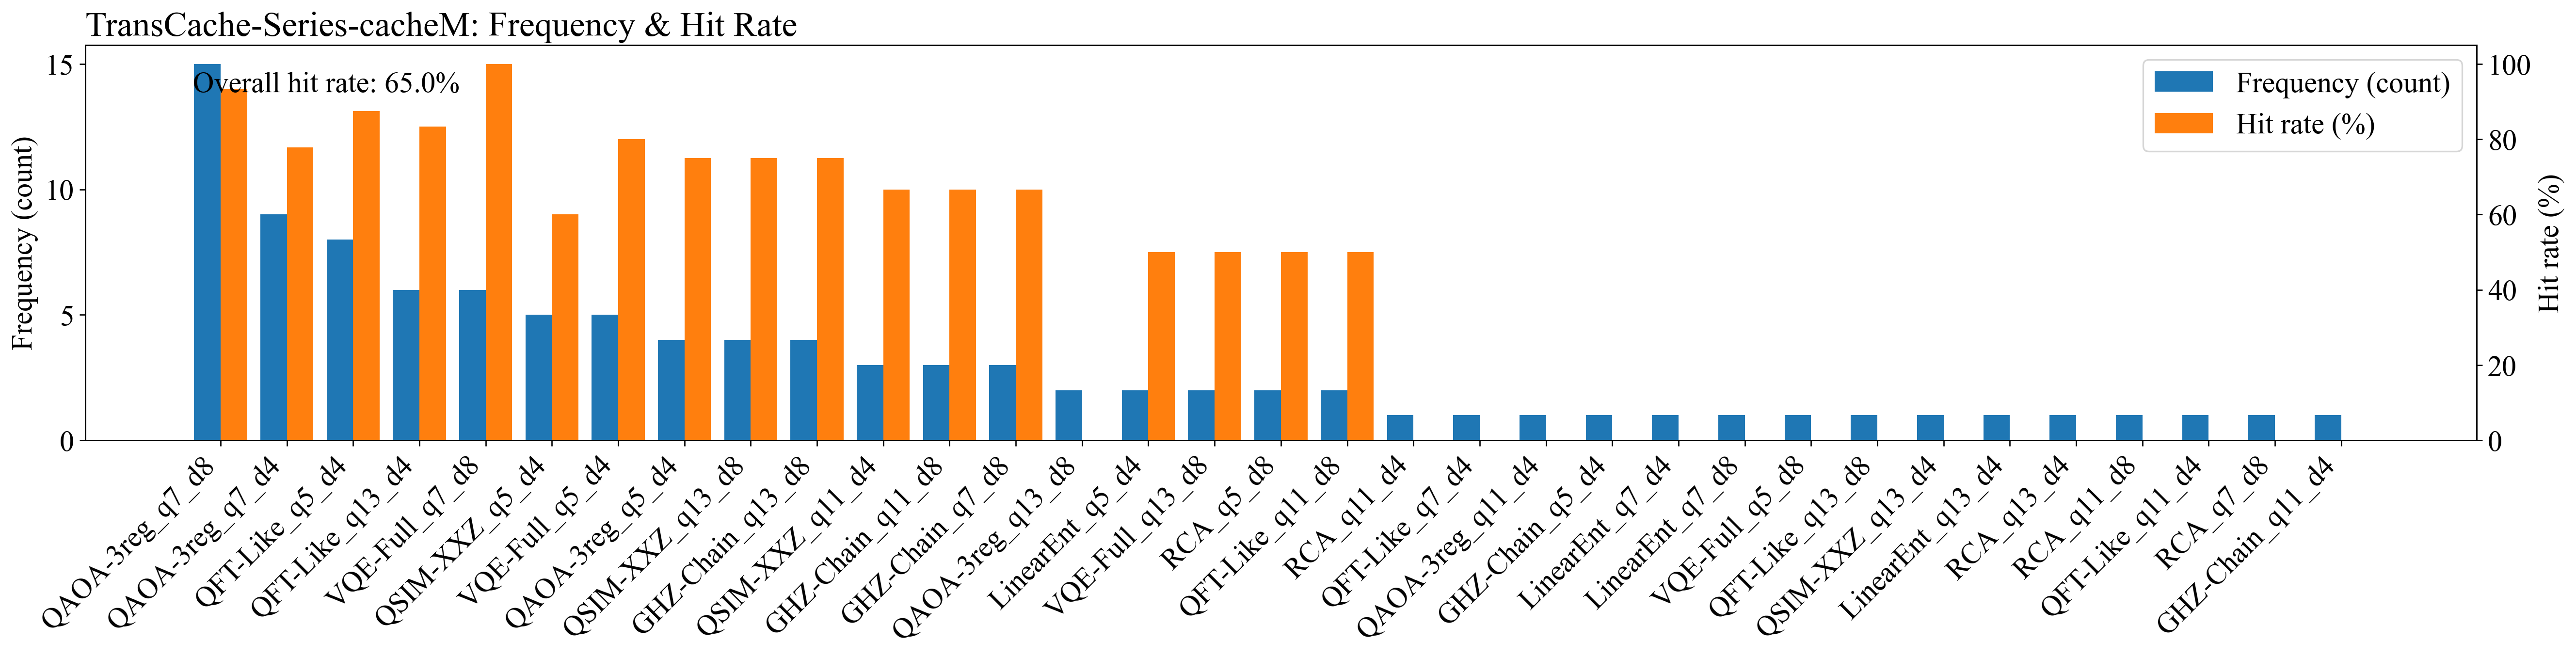 TransCache-Series-cacheM: Frequency & Hit Rate
Overall hit rate: 65.0%
Frequency (count)
Hit rate (%)
Frequency (count)
15
10
5
0
Hit rate (%)
100
80
60
40
20
0
QAOA-3reg_q7_d8
QAOA-3reg_q7_d4
QFT-Like_q5_d4
QFT-Like_q13_d4
VQE-Full_q7_d8
QSIM-XXZ_q5_d4
VQE-Full_q5_d4
QAOA-3reg_q5_d4
QSIM-XXZ_q13_d8
GHZ-Chain_q13_d8
QSIM-XXZ_q11_d4
GHZ-Chain_q11_d8
GHZ-Chain_q7_d8
QAOA-3reg_q13_d8
LinearEnt_q5_d4
VQE-Full_q13_d8
RCA_q5_d8
QFT-Like_q11_d8
RCA_q11_d4
QFT-Like_q7_d4
QAOA-3reg_q11_d4
GHZ-Chain_q5_d4
LinearEnt_q7_d4
LinearEnt_q7_d8
VQE-Full_q5_d8
QFT-Like_q13_d8
QSIM-XXZ_q13_d4
LinearEnt_q13_d4
RCA_q13_d4
RCA_q11_d8
QFT-Like_q11_d4
RCA_q7_d8
GHZ-Chain_q11_d4